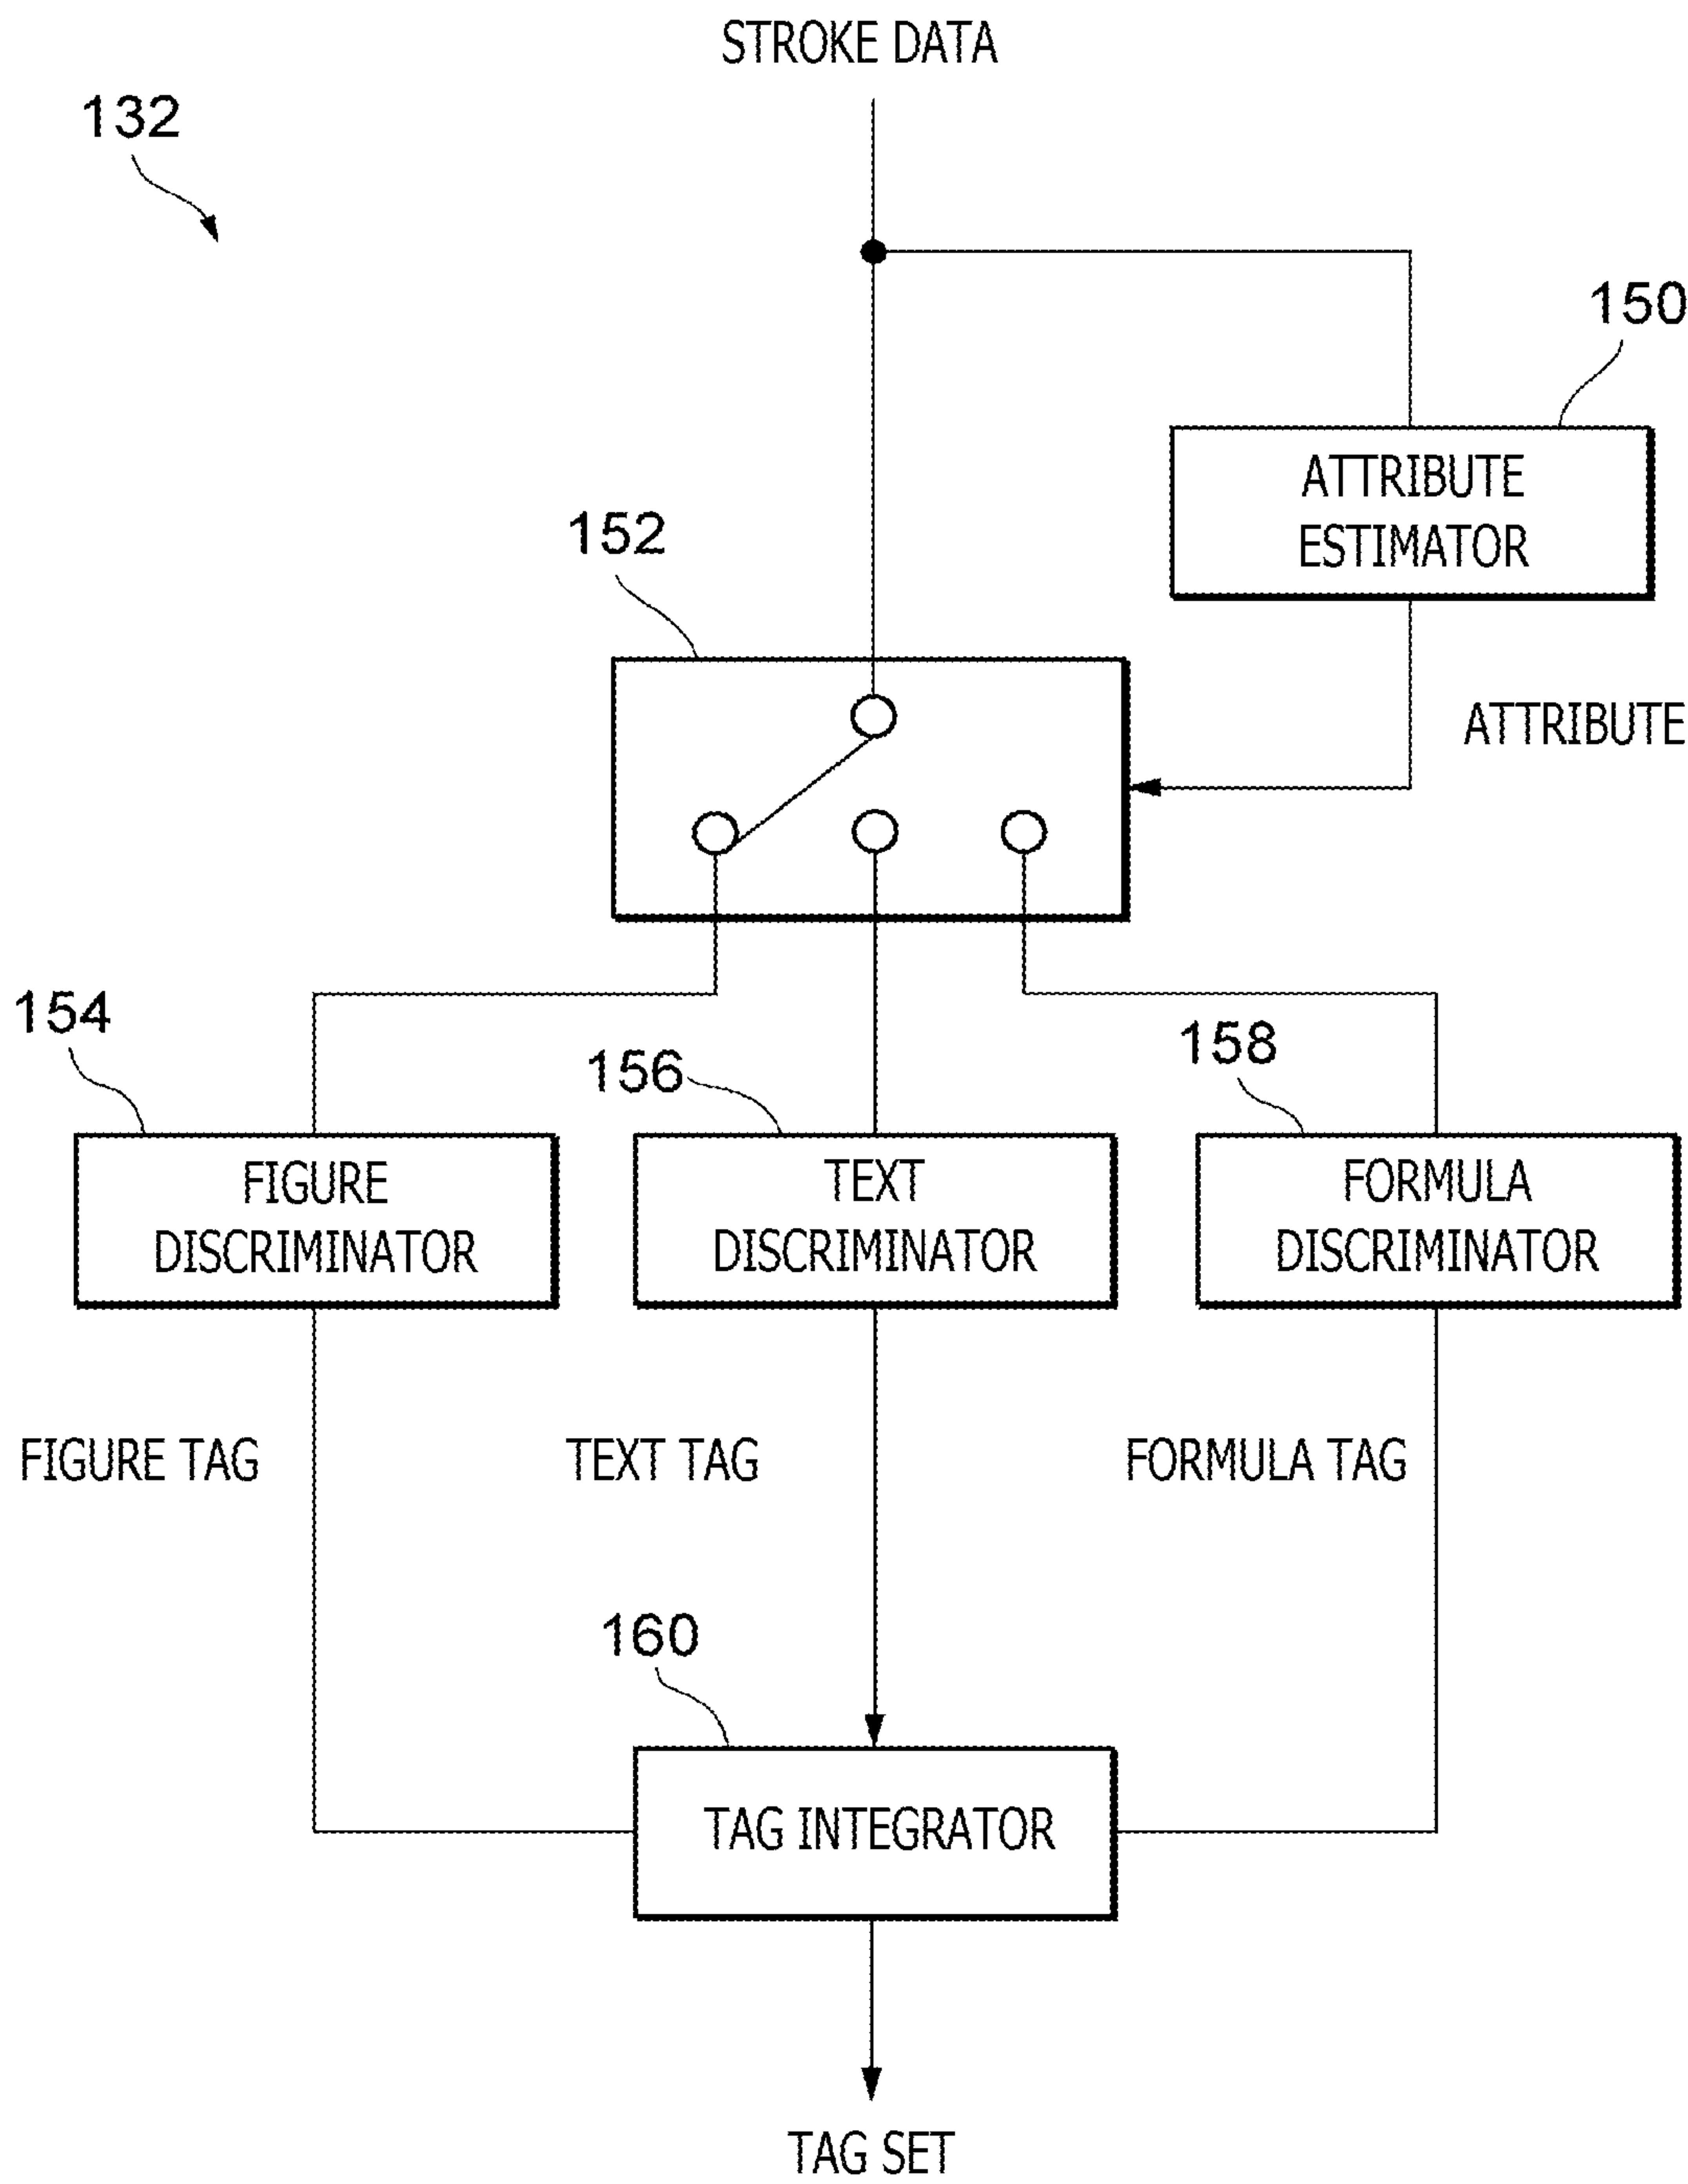 STROKE DATA
132
150
ATTRIBUTE
ESTIMATOR
152
ATTRIBUTE
154
156
158
FIGURE
DISCRIMINATOR
TEXT
DISCRIMINATOR
FORMULA
DISCRIMINATOR
FIGURE TAG
TEXT TAG
FORMULA TAG
160
TAG INTEGRATOR
TAG SET